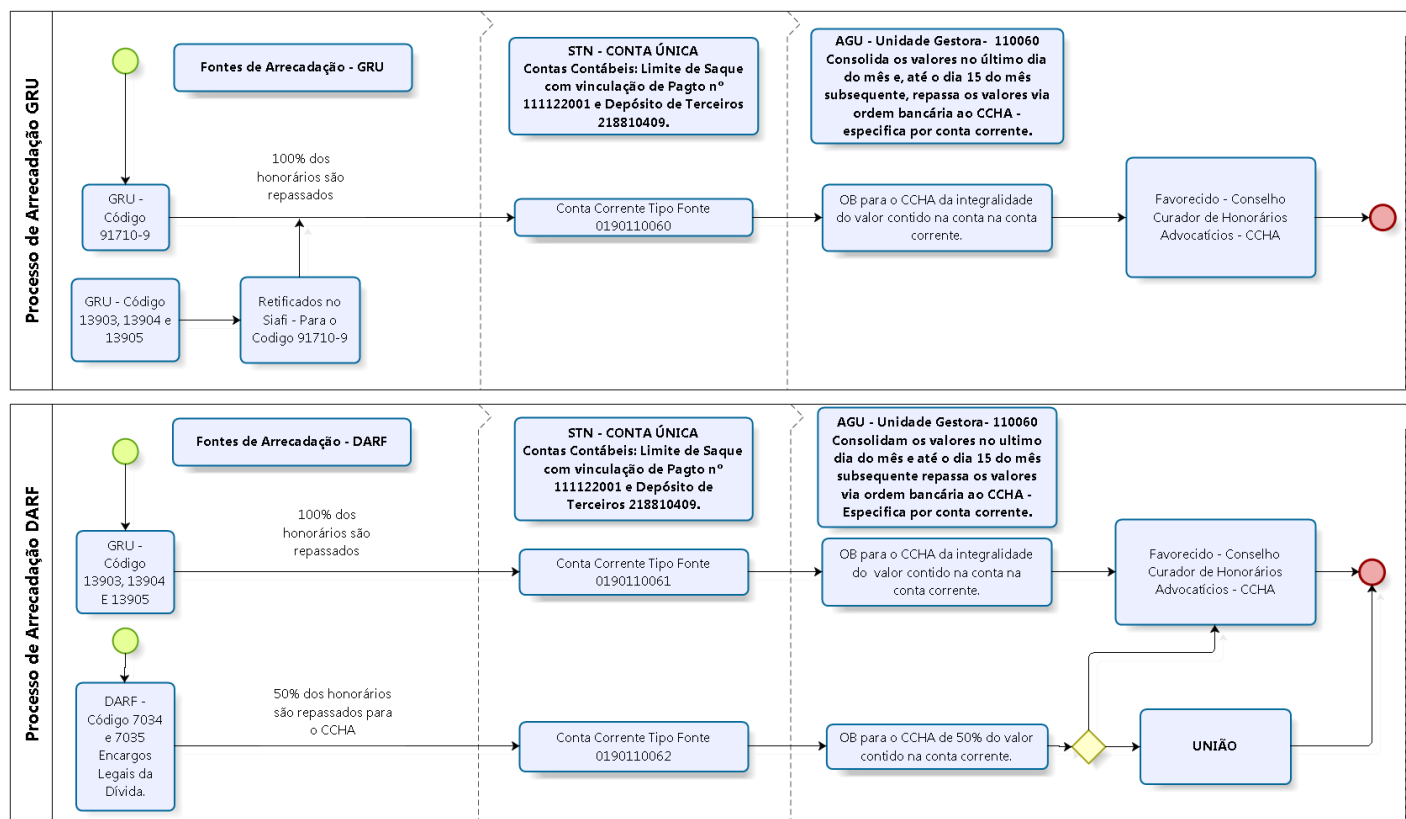 Processo de Arrecadação GRU
Fontes de Arrecadação - GRU
STN - CONTA ÚNICA
Contas Contábeis: Limite de Saque
com vinculação de Pagto nº
111122001 e Depósito de Terceiros
218810409.
AGU - Unidade Gestora- 110060
Consolida os valores no último dia
do mês e, até o dia 15 do mês
subsequente, repassa os valores via
ordem bancária ao CCHA -
especifica por conta corrente.
GRU -
Código
91710-9
100% dos
honorários são
repassados
Conta Corrente Tipo Fonte
0190110060
OB para o CCHA da integralidade
do valor contido na conta na conta
corrente.
Favorecido - Conselho
Curador de Honorários
Advocatícios - CCHA
GRU - Código
13903, 13904 e
13905
Retificados no
Siafi - Para o
Codigo 91710-9
Processo de Arrecadação DARF
Fontes de Arrecadação - DARF
STN - CONTA ÚNICA
Contas Contábeis: Limite de Saque
com vinculação de Pagto nº
111122001 e Depósito de
Terceiros 218810409.
AGU - Unidade Gestora- 110060
Consolidam os valores no ultimo
dia do mês e até o dia 15 do mês
subsequente repassa os valores
via ordem bancária ao CCHA -
Especifica por conta corrente.
GRU -
Código
13903, 13904
E 13905
100% dos
honorários são
repassados
Conta Corrente Tipo Fonte
0190110061
OB para o CCHA da integralidade
do valor contido na conta na
conta corrente.
Favorecido - Conselho
Curador de Honorários
Advocatícios - CCHA
DARF -
Código 7034
e 7035
Encargos
Legais da
Dívida.
50% dos honorários
são repassados para
o CCHA
Conta Corrente Tipo Fonte
0190110062
OB para o CCHA de 50% do valor
contido na conta corrente.
UNIÃO